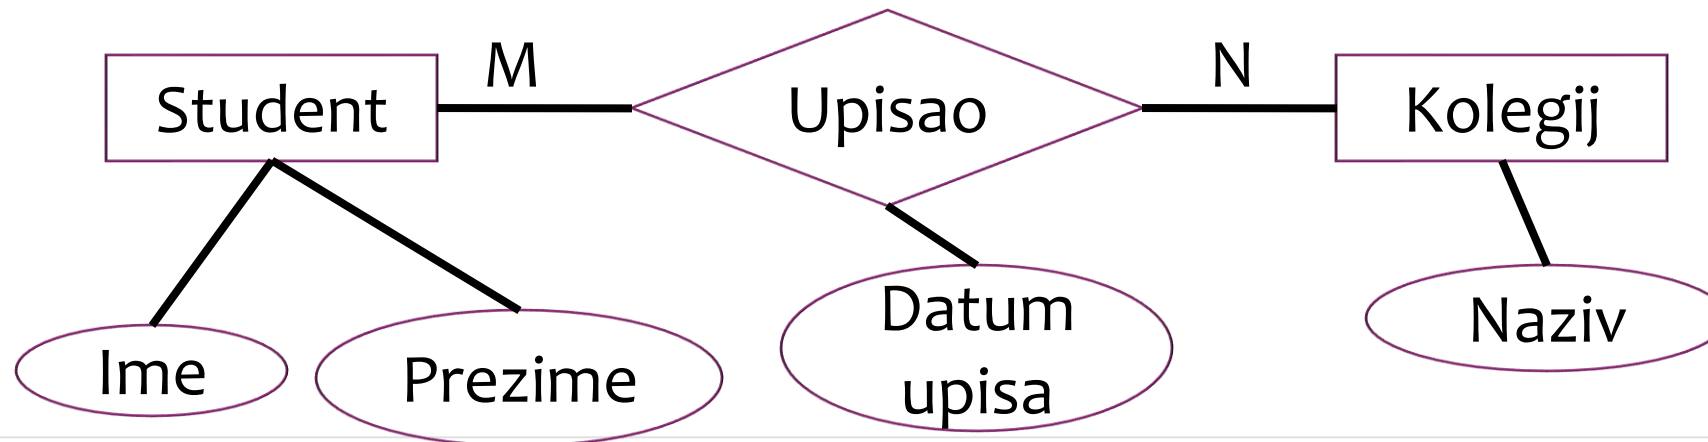 M
N
Student
Upisao
Kolegij
Ime
Prezime
Datum
upisa
Naziv